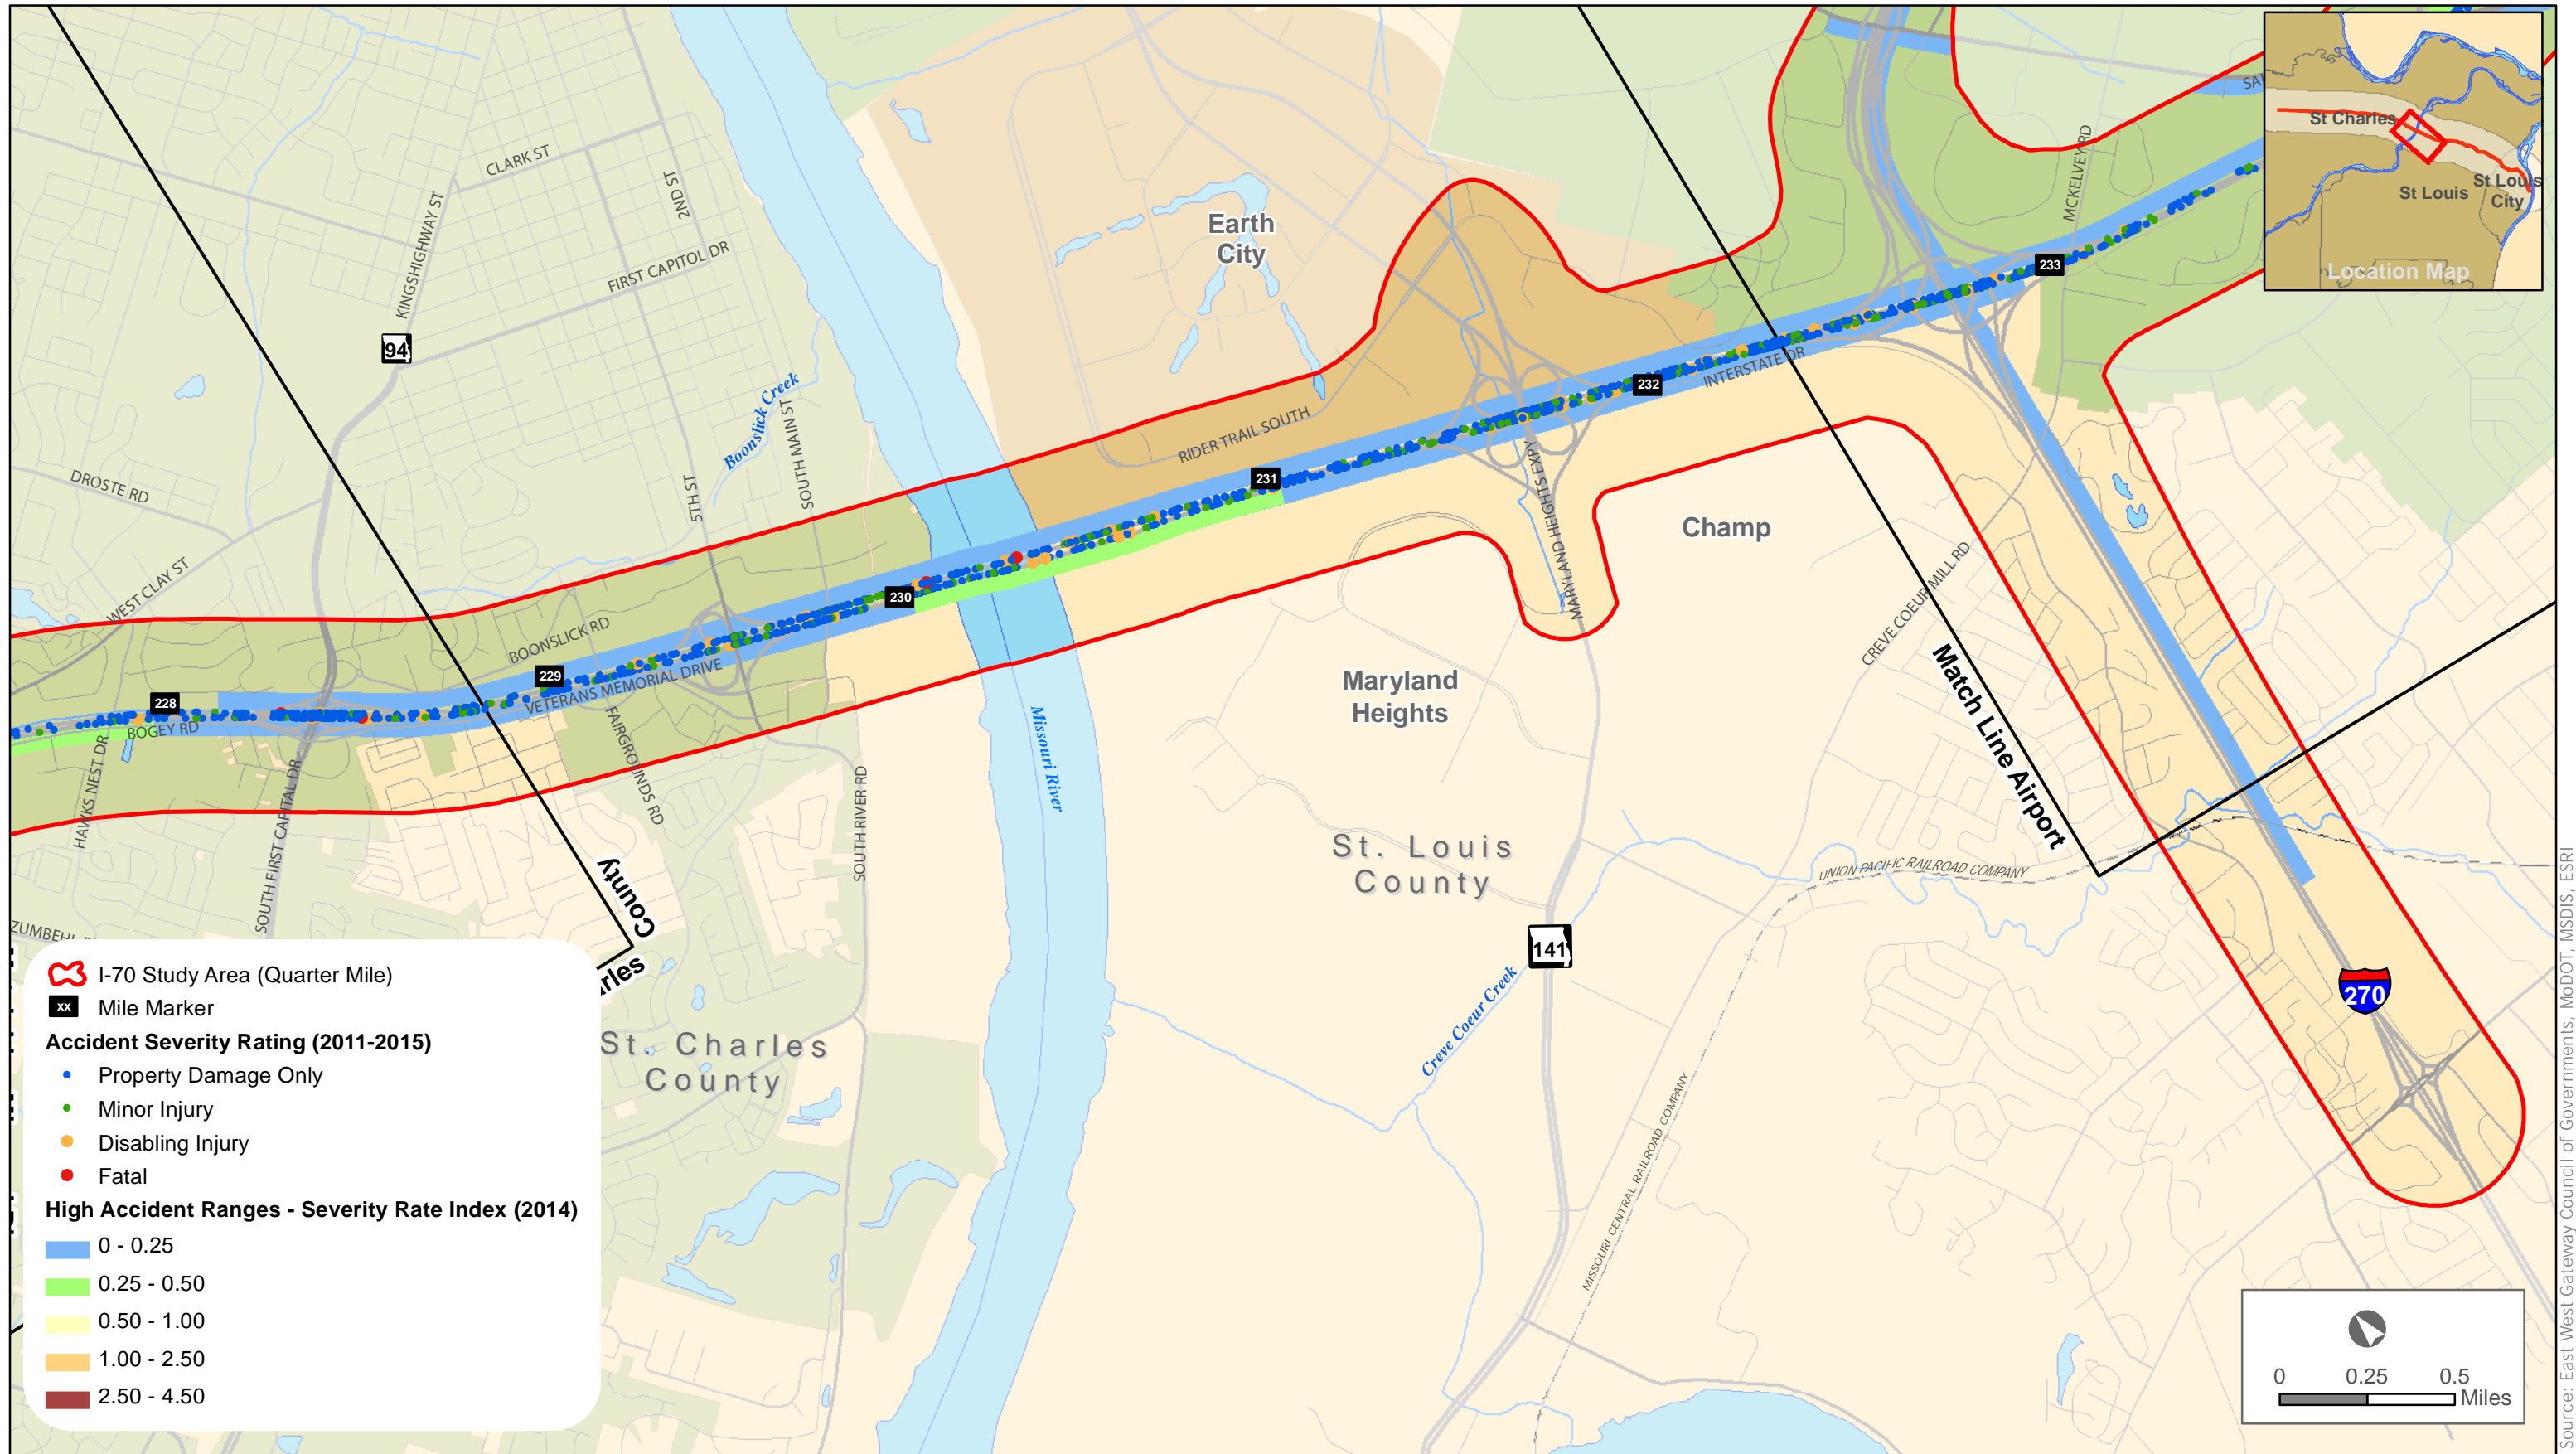 CLARK ST
2ND ST
KINGSHIGHWAY ST
FIRST CAPITOL DR
94
Boonslick Creek
SOUTH MAIN ST
5TH ST
DROSTE RD
WEST CLAY ST
BOONSLICK RD
VETERANS MEMORIAL DRIVE
FAIRGROUNDS RD
BOGEY RD
HAWKS NEST DR
SOUTH FIRST CAPITAL DR
SOUTH RIVER RD
228
229
230
231
232
233
Earth
City
RIDER TRAIL SOUTH
INTERSTATE DR
MCKELVEY RD
MARYLAND HEIGHTS EXPY
Champ
Maryland
Heights
CREVE COEUR MILL RD
Match Line Airport
Missouri River
St. Louis
County
UNION PACIFIC RAILROAD COMPANY
141
Creve Coeur Creek
MISSOURI CENTRAL RAILROAD COMPANY
270
County
rles
St. Charles
County
St Charles
St Louis
St Louis
City
Location Map
I-70 Study Area (Quarter Mile)
xx Mile Marker
Accident Severity Rating (2011-2015)
Property Damage Only
Minor Injury
Disabling Injury
Fatal
High Accident Ranges - Severity Rate Index (2014)
0 - 0.25
0.25 - 0.50
0.50 - 1.00
1.00 - 2.50
2.50 - 4.50
0 0.25 0.5
Miles
Source: East West Gateway Council of Governments, MoDOT, MSDIS, ESRI